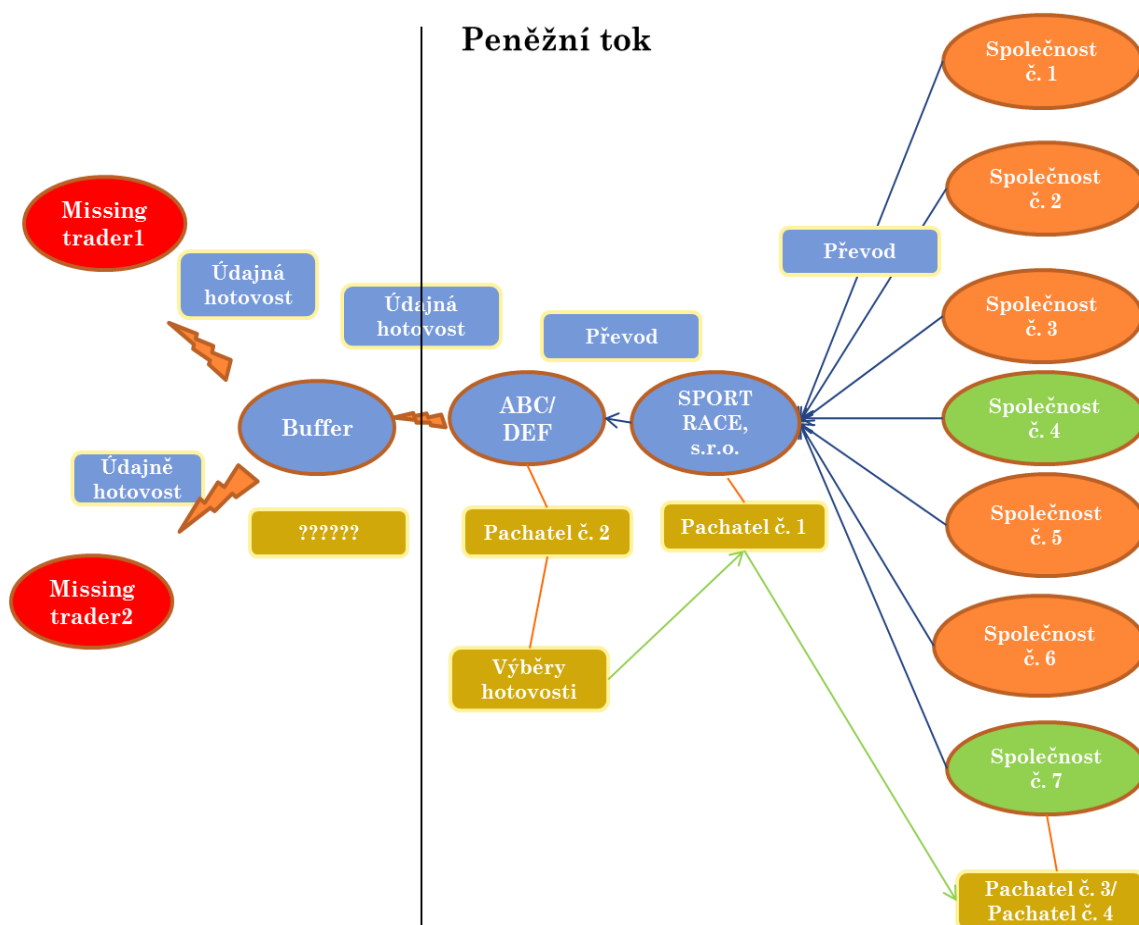 Peněžní tok
Společnost
č. 1
Společnost
č. 2
Missing
trader1
Převod
Údajná
hotovost
Údajná
hotovost
Společnost
č. 3
Převod
ABC/
DEF
SPORT
RACE,
s.r.o.
Společnost
č. 4
Buffer
Údajně
hotovost
??????
Pachatel č. 2
Pachatel č. 1
Společnost
č. 5
Missing
trader2
Výběry
hotovosti
Společnost
č. 6
Společnost
č. 7
Pachatel č. 3/
Pachatel č. 4